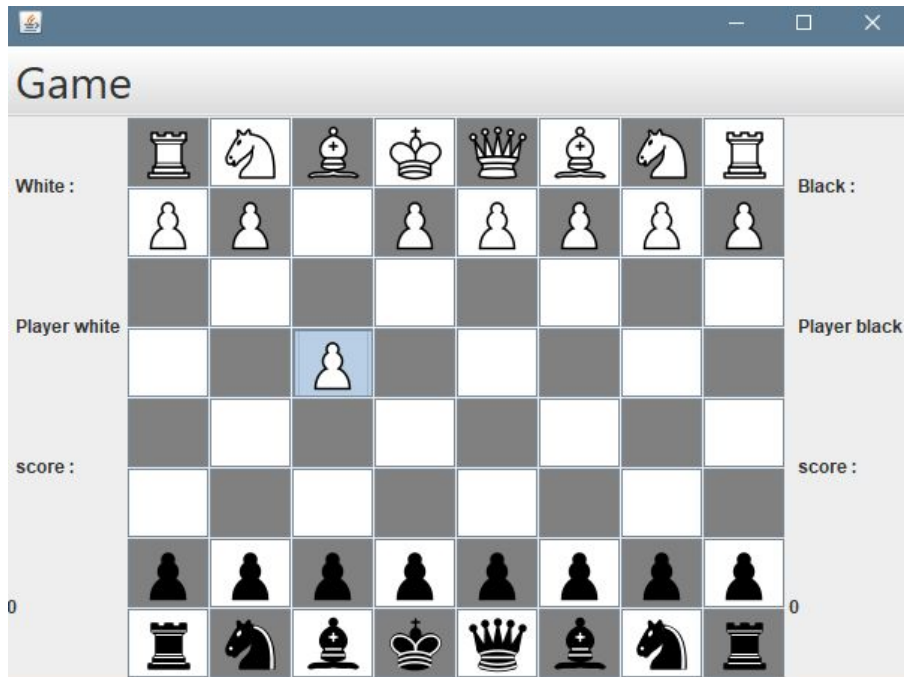 Game
White :
Player white
score :
0
Black :
Player black
score :
0